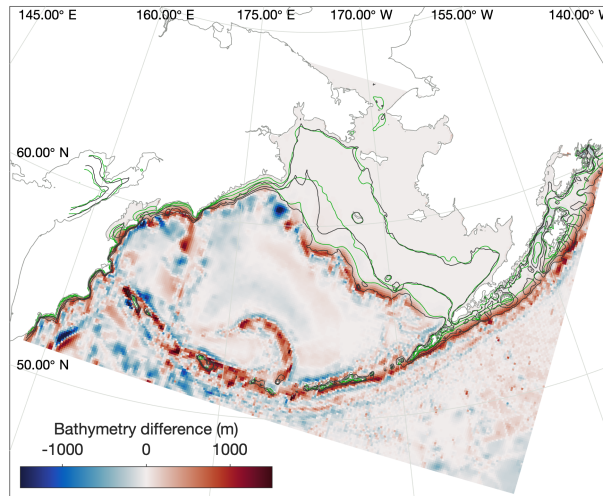 145.00° E 160.00° E 175.00° E 170.00° W 155.00° W 140.00° W
60.00° N
50.00° N
Bathymetry difference (m)
-1000 0 1000